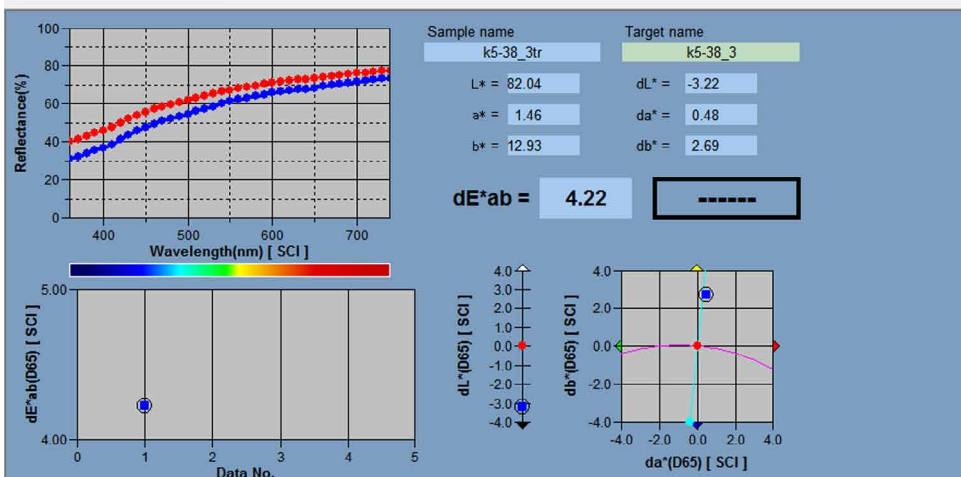 Sample name
Target name
k5-38_3tr
k5-38_3
L* = 82.04
dL* = -3.22
a* = 1.46
da* = 0.48
b* = 12.93
db* = 2.69
dE*ab = 4.22
------
Reflectance(%)
100
80
60
40
20
0
400 500 600 700
Wavelength(nm) [ SCI ]
dE*ab(D65) [ SCI ]
5.00
4.00
0 1 2 3 4 5
Data No.
dL*(D65) [ SCI ]
4.0
3.0
2.0
1.0
0.0
-1.0
-2.0
-3.0
-4.0
db*(D65) [ SCI ]
4.0
2.0
0.0
-2.0
-4.0
-4.0 -2.0 0.0 2.0 4.0
da*(D65) [ SCI ]